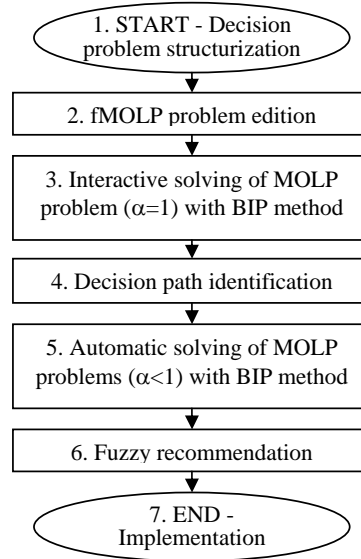 1. START - Decision
problem structurization
2. fMOLP problem edition
3. Interactive solving of MOLP
problem (α=1) with BIP method
4. Decision path identification
5. Automatic solving of MOLP
problems (α<1) with BIP method
6. Fuzzy recommendation
7. END -
Implementation